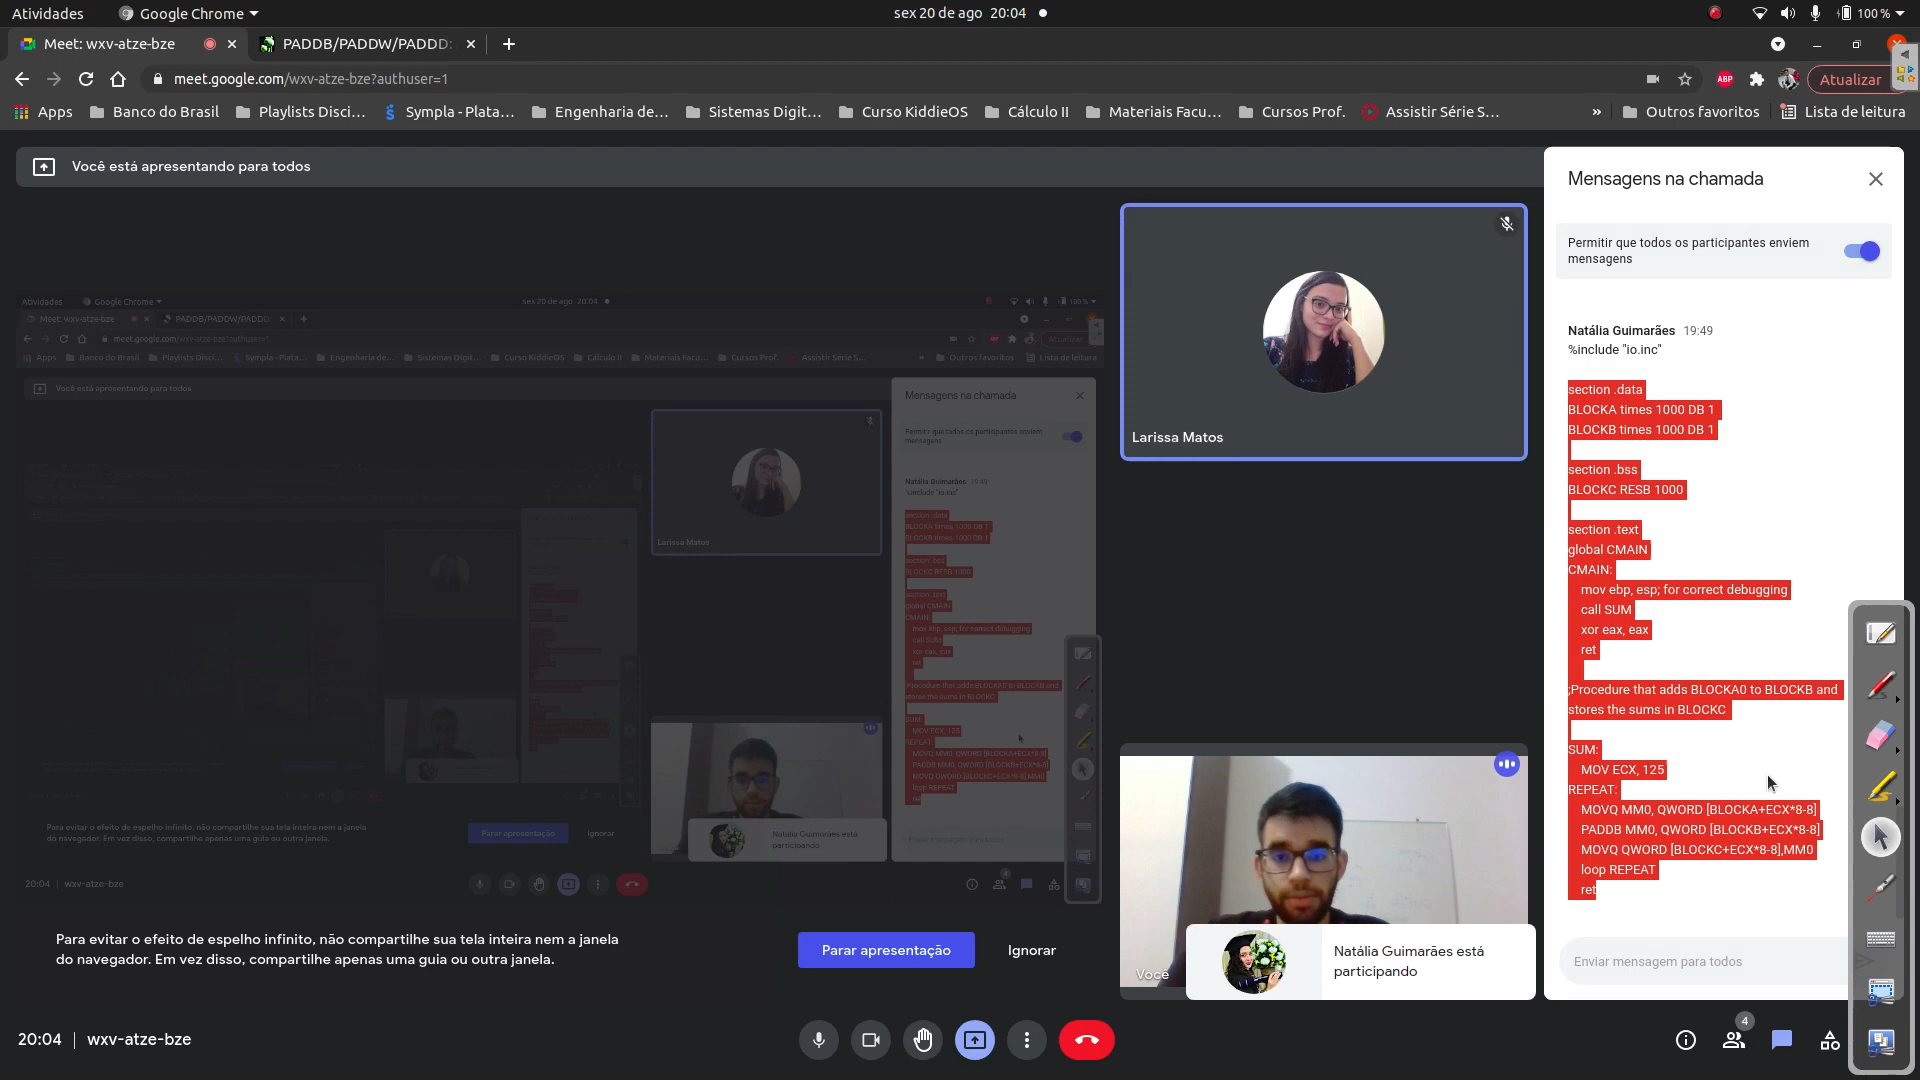 Atividades
Google Chrome
sex 20 de ago 20:04
100 %
Meet: wxv-atze-bze
PADDB/PADDW/PADDD:
meet.google.com/wxv-atze-bze?authuser=1
ABP
Atualizar
Apps
Banco do Brasil
Playlists Disci...
Sympla - Plata...
Engenharia de...
Sistemas Digit...
Curso KiddieOS
Cálculo II
Materiais Facu...
Cursos Prof.
Assistir Série S...
»
Outros favoritos
Lista de leitura
Você está apresentando para todos
Larissa Matos
Você
Natália Guimarães está
participando
Mensagens na chamada
Permitir que todos os participantes enviem
mensagens
Natália Guimarães 19:49
%include "io.inc"
section .data
BLOCKA times 1000 DB 1
BLOCKB times 1000 DB 1
section .bss
BLOCKC RESB 1000
section .text
global CMAIN
CMAIN:
mov ebp, esp; for correct debugging
call SUM
xor eax, eax
ret
;Procedure that adds BLOCKA0 to BLOCKB and
stores the sums in BLOCKC
SUM:
MOV ECX, 125
REPEAT:
MOVQ MM0, QWORD [BLOCKA+ECX*8-8]
PADDB MM0, QWORD [BLOCKB+ECX*8-8]
MOVQ QWORD [BLOCKC+ECX*8-8],MM0
loop REPEAT
ret
Enviar mensagem para todos
Para evitar o efeito de espelho infinito, não compartilhe sua tela inteira nem a janela
do navegador. Em vez disso, compartilhe apenas uma guia ou outra janela.
Parar apresentação
Ignorar
20:04 | wxv-atze-bze
4